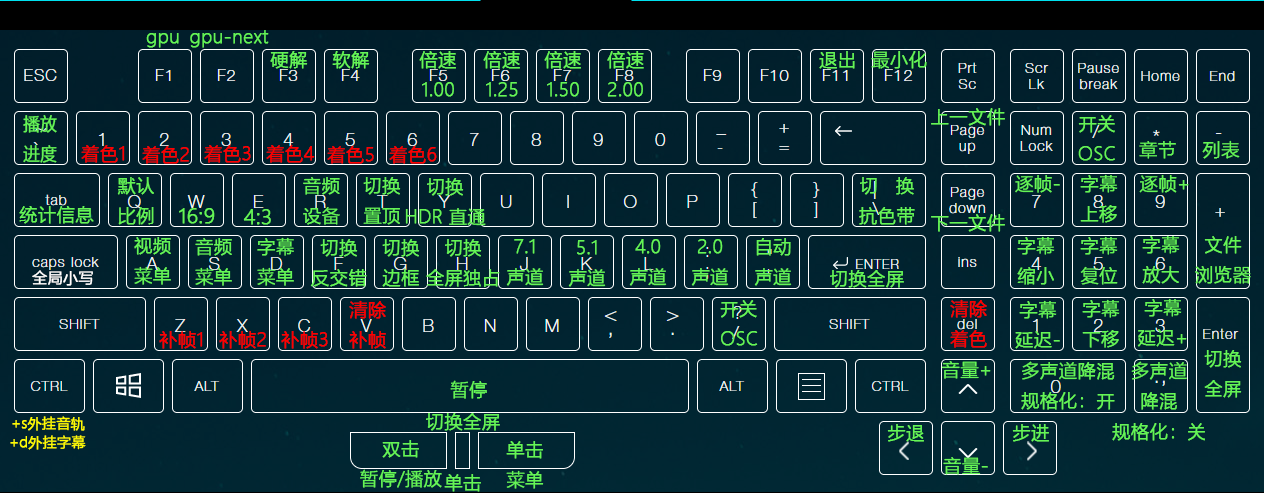 gpu gpu-next
ESC F1 F2 硬解 F3 软解 F4 倍速 F5 1.00 倍速 F6 1.25 倍速 F7 1.50 倍速 F8 2.00 F9 F10 退出 F11 最小化 F12 Prt Sc Scr Lk Pause break Home End
播放 ~ ` 进度 1 着色1 2 着色2 3 着色3 4 着色4 5 着色5 6 着色6 7 8 9 0 _ - + = ← 上一文件 Page up Num Lock 开关 / OSC * 章节 - 列表
tab 统计信息 默认 Q 比例 W 16:9 E 4:3 音频 R 设备 切换 T 置顶 切换 Y HDR 直通 U I O P { [ } ] 切 换 | \ 抗色带 Page down 下一文件 逐帧- 7 字幕 8 上移 逐帧+ 9 + 文件 浏览器
caps lock 全局小写 视频 A 菜单 音频 S 菜单 字幕 D 菜单 切换 F 反交错 切换 G 边框 切换 H 全屏独占 7.1 J 声道 5.1 K 声道 4.0 L 声道 2.0 : ; 声道 自动 " ' 声道 ENTER 切换全屏 ins 字幕 4 缩小 字幕 5 复位 字幕 6 放大
SHIFT Z 补帧1 X 补帧2 C 补帧3 清除 V 补帧 B N M < , > . 开关 ? / OSC SHIFT 清除 del 着色 字幕 1 延迟- 字幕 2 下移 字幕 3 延迟+ Enter 切换 全屏
CTRL ALT 暂停 ALT CTRL 音量+ 多声道降混 0 规格化：开 多声道 . , 降混
+s外挂音轨
+d外挂字幕
切换全屏
双击 单击
暂停/播放 单击 菜单
步退 < 音量- 步进 > 规格化：关